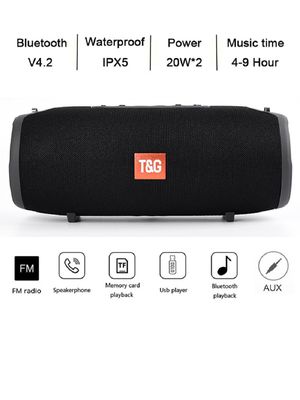 Bluetooth
V4.2
Waterproof
IPX5
Power
20W*2
Music time
4-9 Hour
T&G
FM
FM radio
Speakerphone
TF
Memory card
playback
Usb player
Bluetooth
playback
AUX